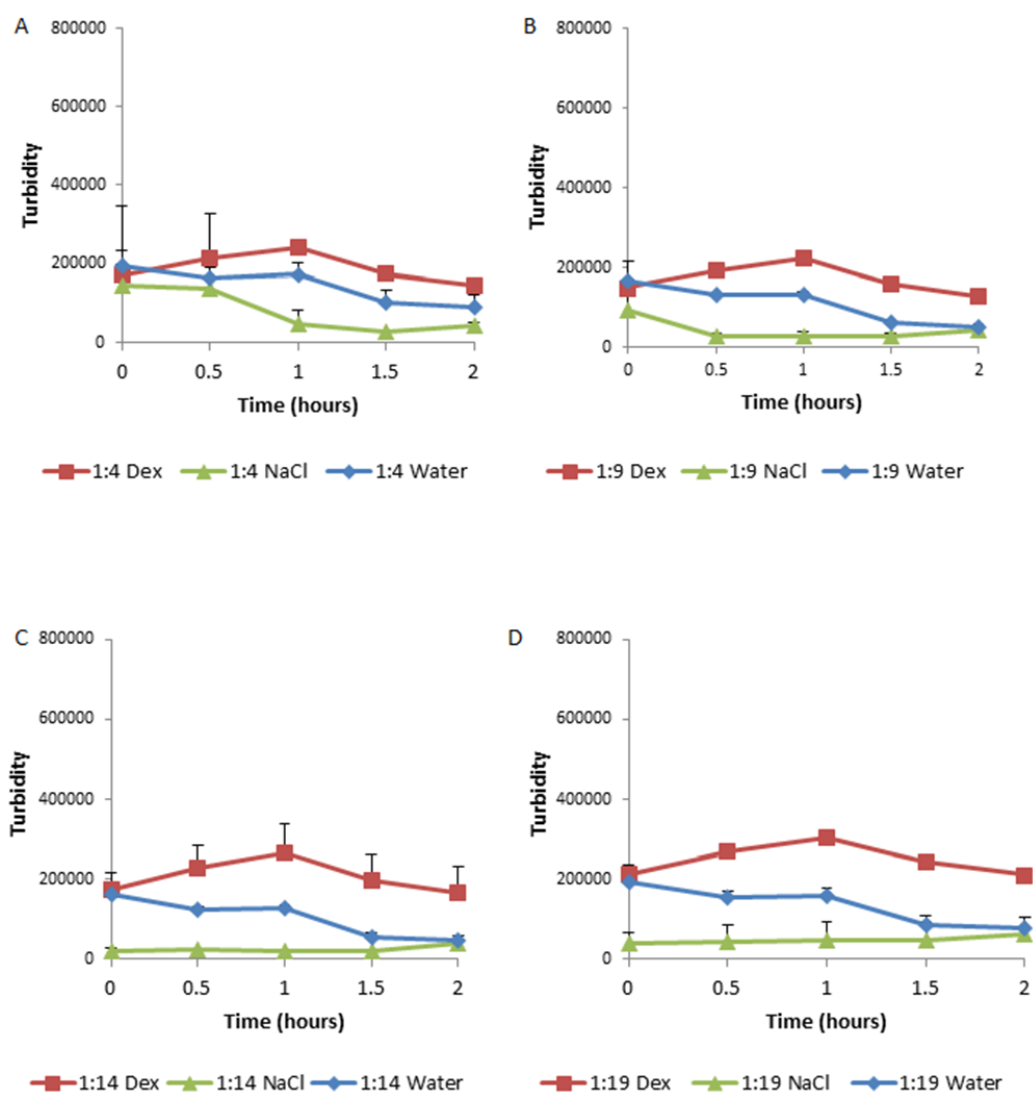 A
800000
600000
400000
200000
0
Turbidity
0 0.5 1 1.5 2
Time (hours)
1:4 Dex 1:4 NaCl 1:4 Water
B
800000
600000
400000
200000
0
Turbidity
0 0.5 1 1.5 2
Time (hours)
1:9 Dex 1:9 NaCl 1:9 Water
C
800000
600000
400000
200000
0
Turbidity
0 0.5 1 1.5 2
Time (hours)
1:14 Dex 1:14 NaCl 1:14 Water
D
800000
600000
400000
200000
0
Turbidity
0 0.5 1 1.5 2
Time (hours)
1:19 Dex 1:19 NaCl 1:19 Water